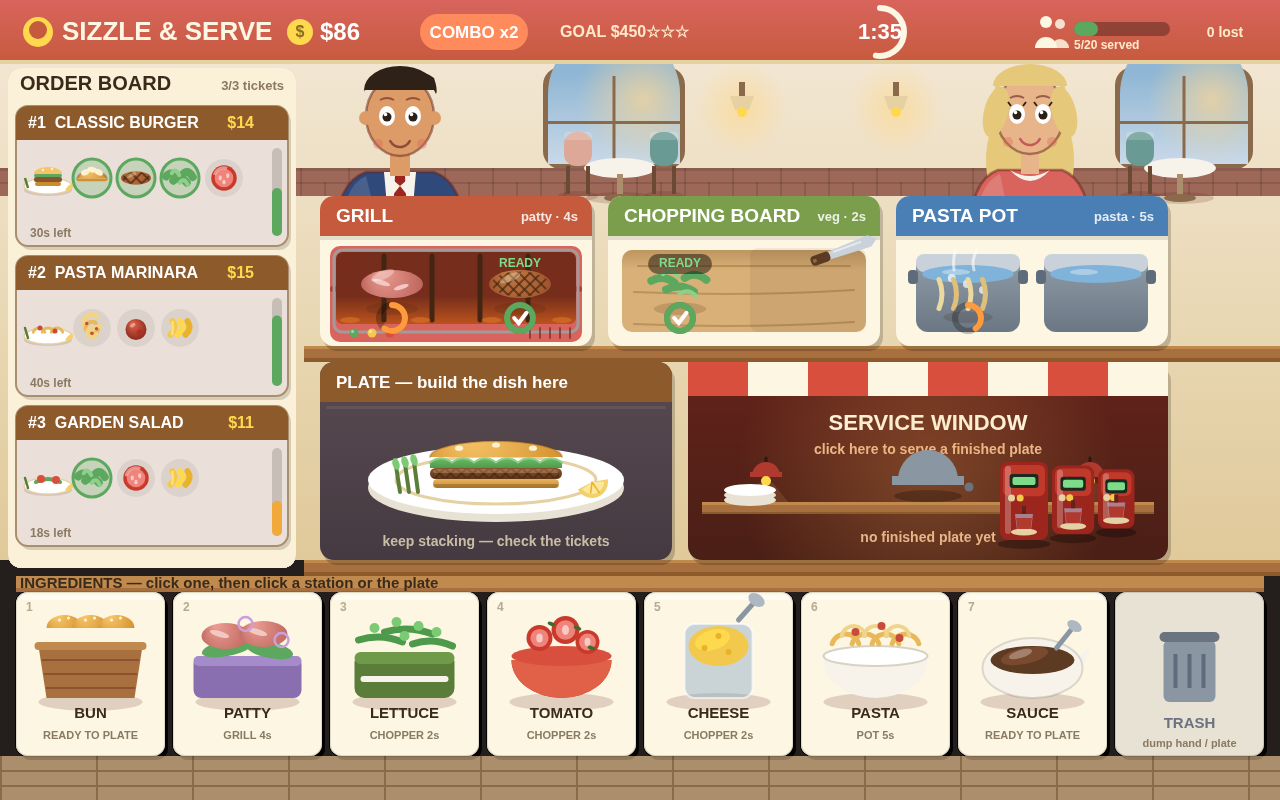 SIZZLE & SERVE $ $86 COMBO x2 GOAL $450☆☆☆ 1:35 5/20 served 0 lost
ORDER BOARD 3/3 tickets
#1 CLASSIC BURGER $14
30s left
#2 PASTA MARINARA $15
40s left
#3 GARDEN SALAD $11
18s left
GRILL patty · 4s
READY
CHOPPING BOARD veg · 2s
READY
PASTA POT pasta · 5s
PLATE — build the dish here
keep stacking — check the tickets
SERVICE WINDOW
click here to serve a finished plate
no finished plate yet
INGREDIENTS — click one, then click a station or the plate
1
BUN
READY TO PLATE
2
PATTY
GRILL 4s
3
LETTUCE
CHOPPER 2s
4
TOMATO
CHOPPER 2s
5
CHEESE
CHOPPER 2s
6
PASTA
POT 5s
7
SAUCE
READY TO PLATE
TRASH
dump hand / plate